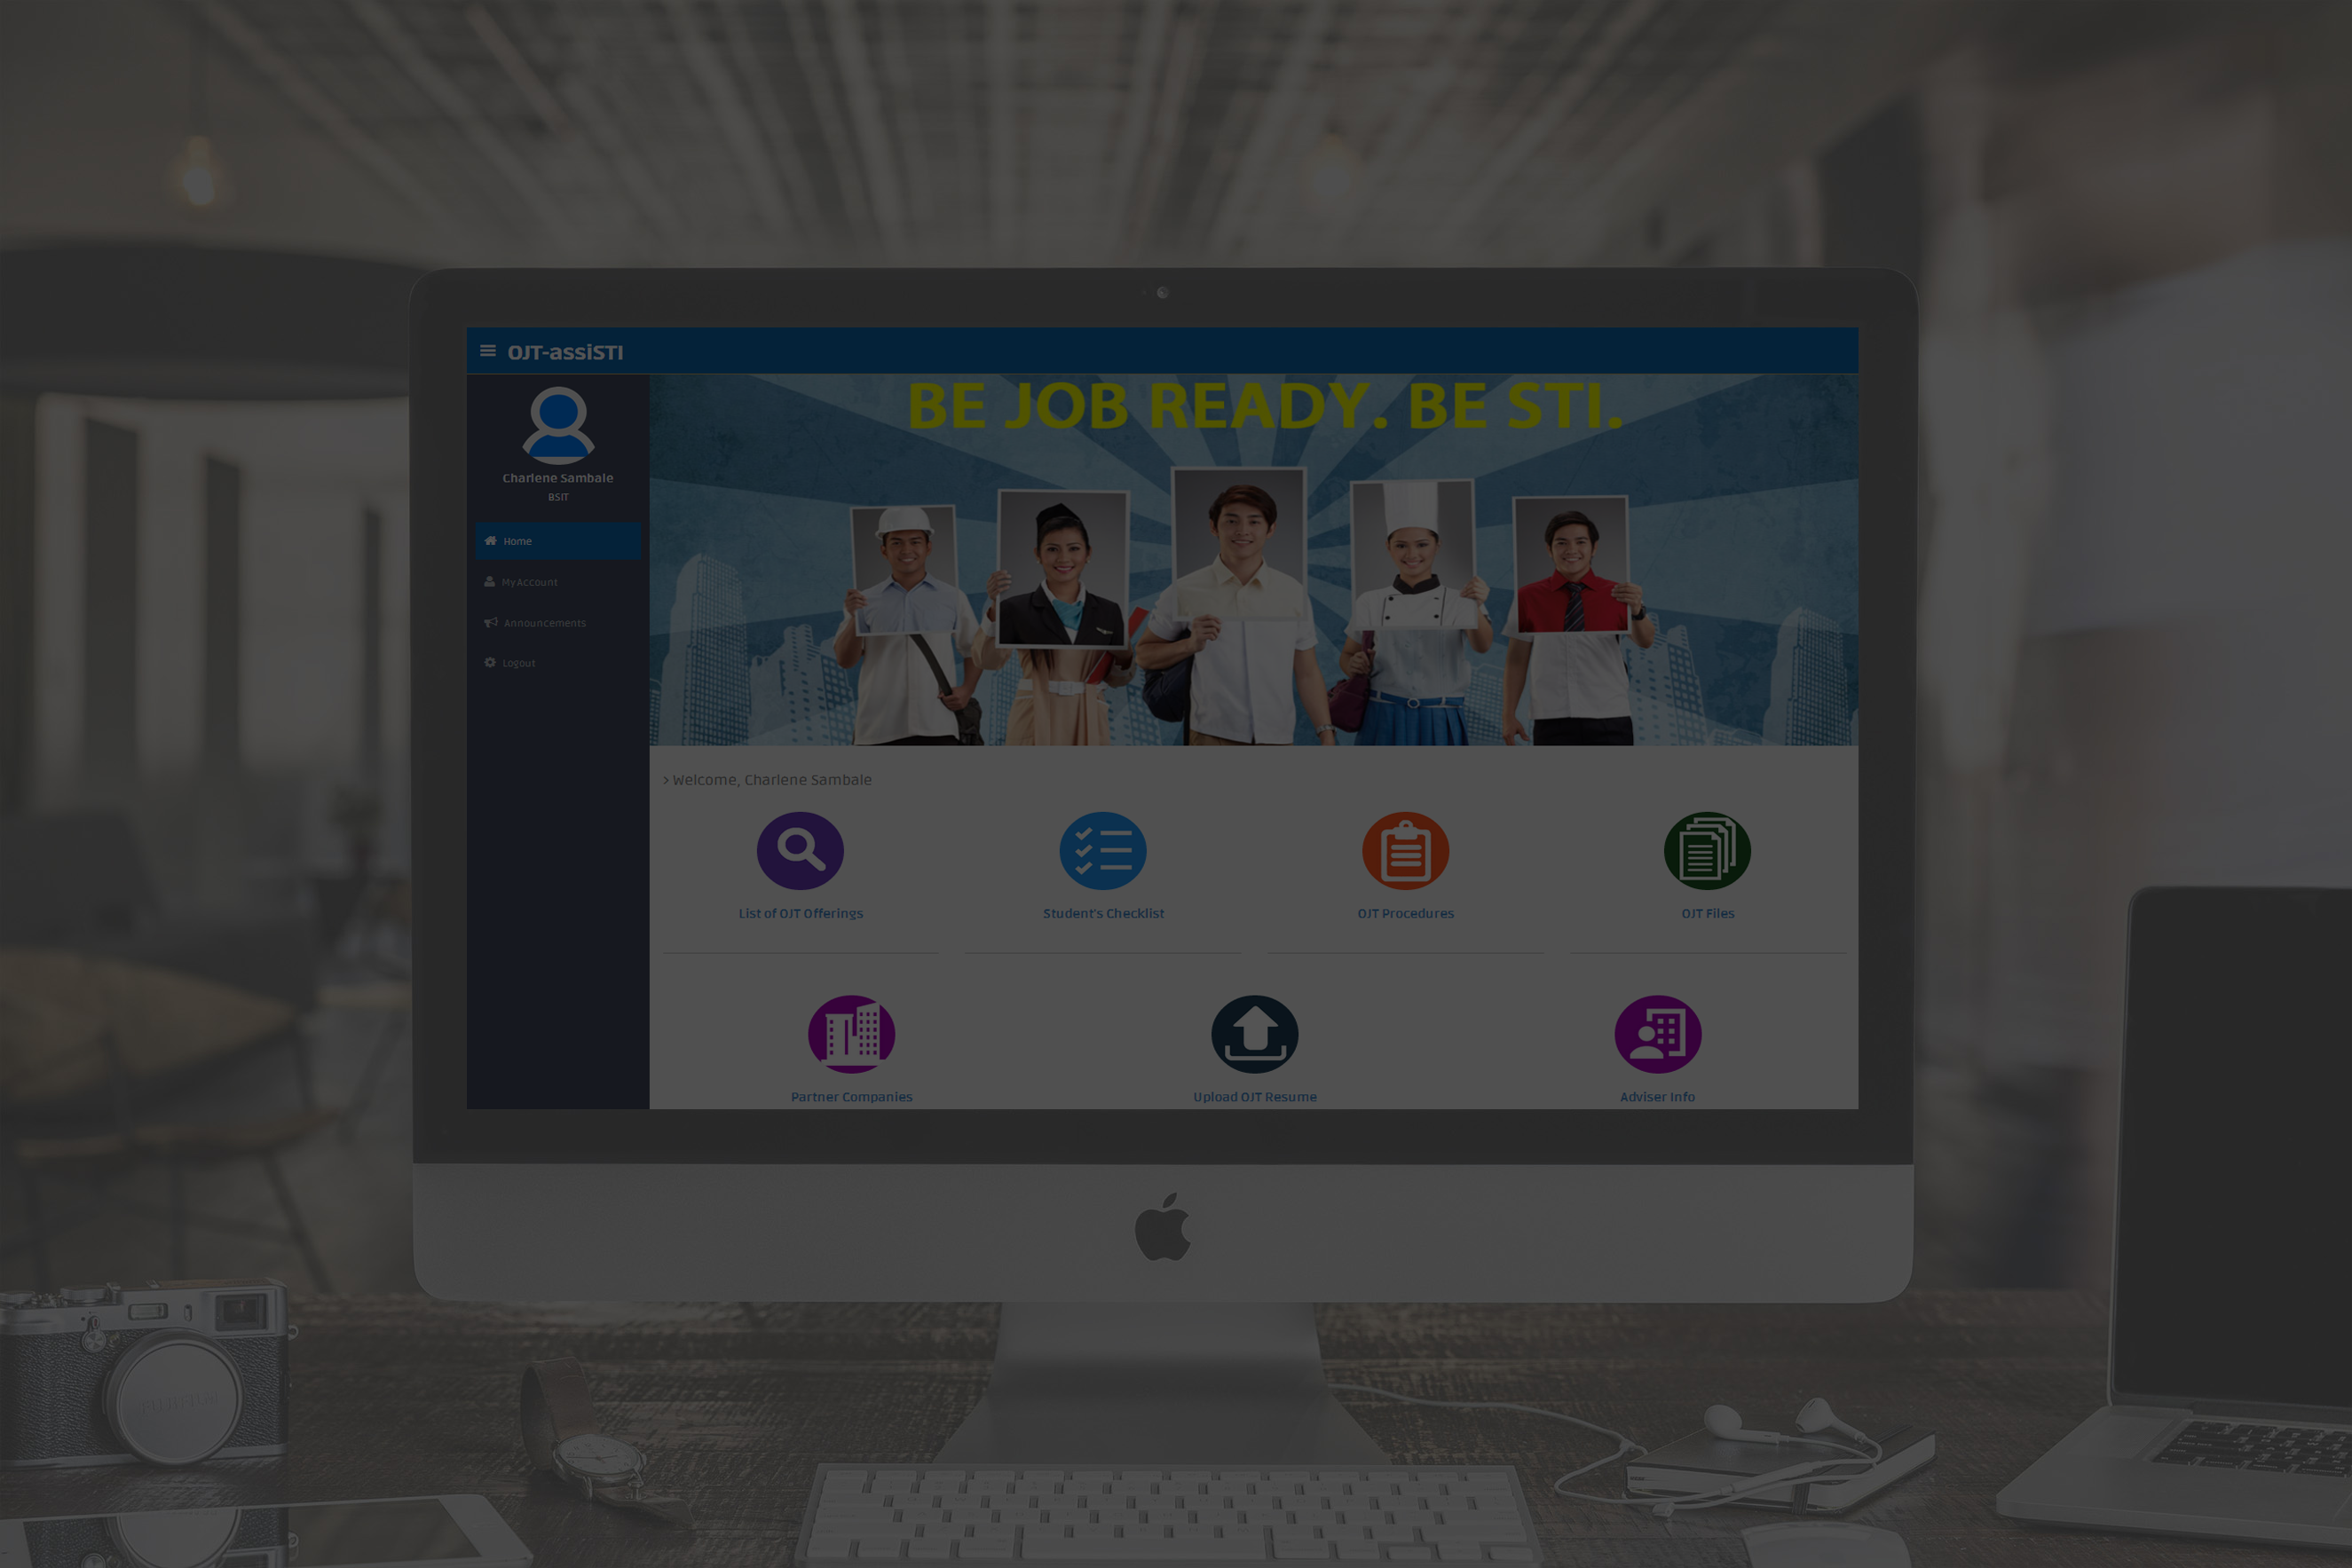 OJT-assiSTI
Charlene Sambale
BSIT
Home
My Account
Announcements
Logout
BE JOB READY. BE STI.
> Welcome, Charlene Sambale
List of OJT Offerings
Student's Checklist
OJT Procedures
OJT Files
Partner Companies
Upload OJT Resume
Adviser Info
FUJIFILM